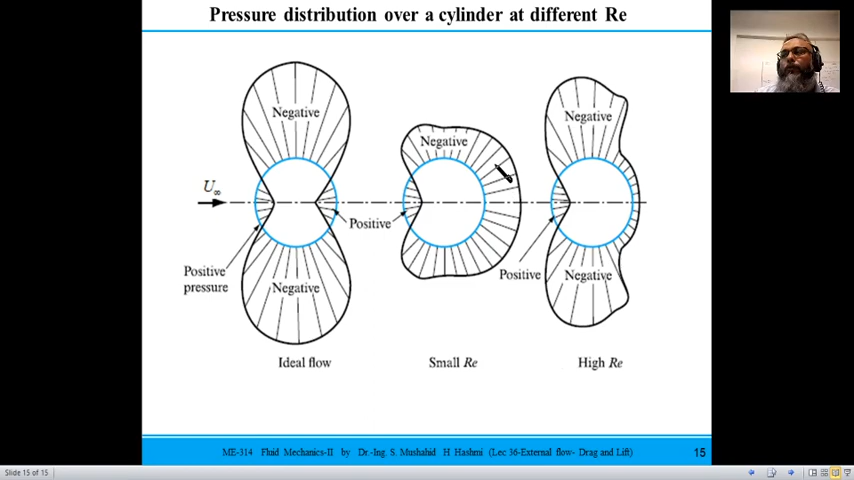 Pressure distribution over a cylinder at different Re
Negative
Negative
Negative
U∞
Positive
Positive
pressure
Positive
Negative
Negative
Ideal flow
Small Re
High Re
ME-314 Fluid Mechanics-II by Dr.-Ing. S. Mushahid H Hashmi (Lec 36-External flow- Drag and Lift)
15
Slide 15 of 15